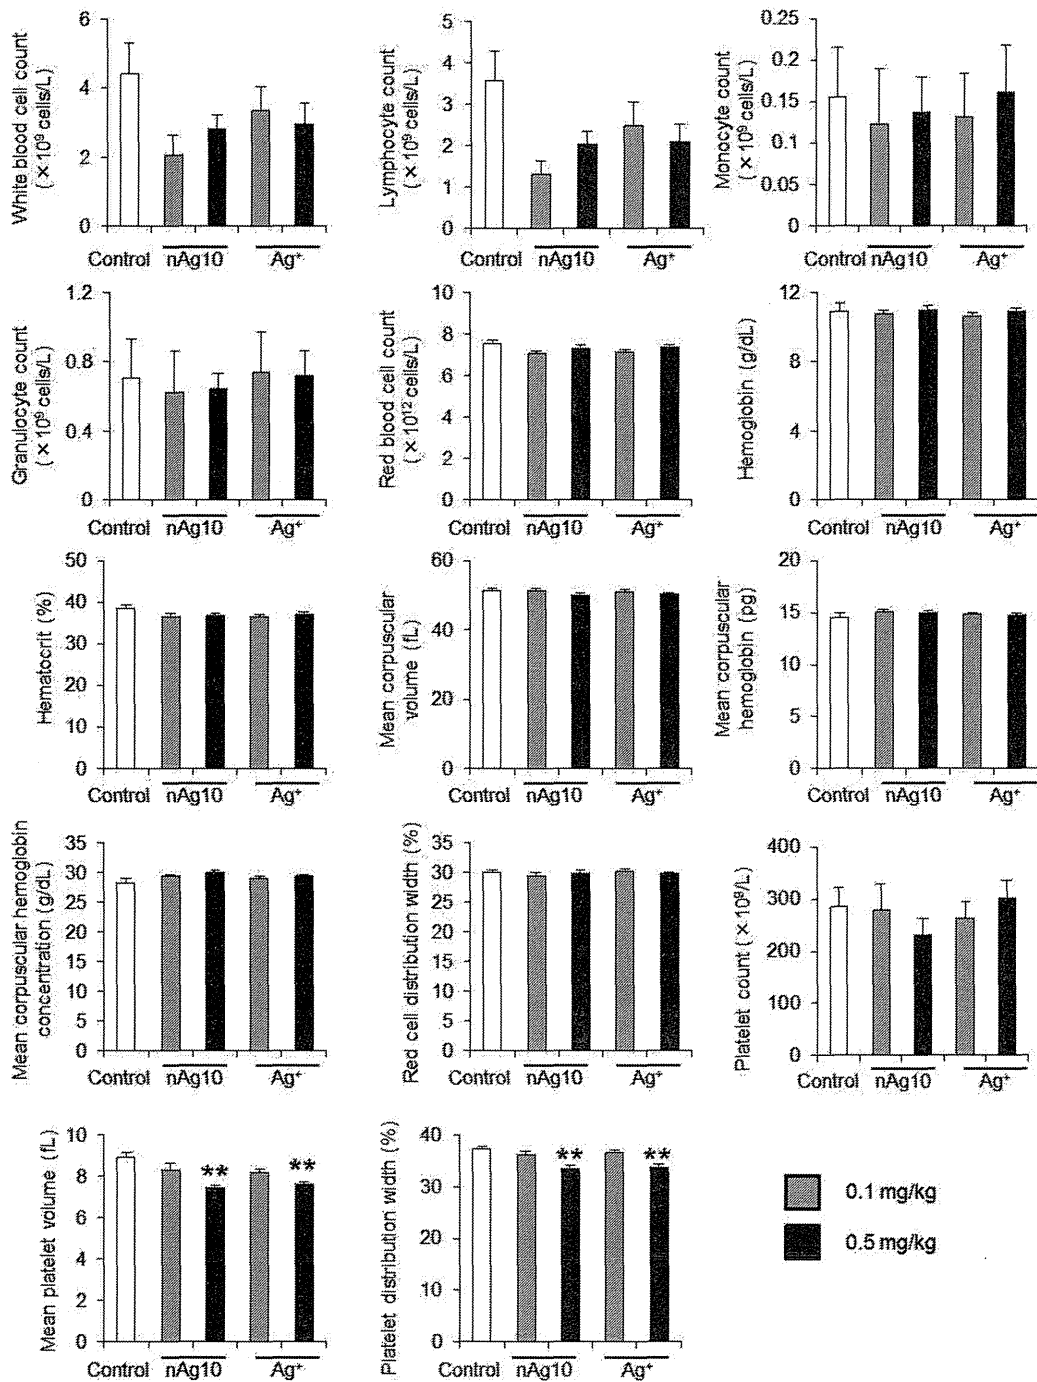 White blood cell count
(×10⁹ cells/L)
6
4
2
0
Control nAg10 Ag⁺
Lymphocyte count
(×10⁹ cells/L)
5
4
3
2
1
0
Control nAg10 Ag⁺
Monocyte count
(×10⁹ cells/L)
0.25
0.2
0.15
0.1
0.05
0
Control nAg10 Ag⁺
Granulocyte count
(×10⁹ cells/L)
1.2
0.8
0.4
0
Control nAg10 Ag⁺
Red blood cell count
(×10¹² cells/L)
10
8
6
4
2
0
Control nAg10 Ag⁺
Hemoglobin (g/dL)
12
8
4
0
Control nAg10 Ag⁺
Hematocrit (%)
50
40
30
20
10
0
Control nAg10 Ag⁺
Mean corpuscular
volume (fL)
60
40
20
0
Control nAg10 Ag⁺
Mean corpuscular
hemoglobin (pg)
20
15
10
5
0
Control nAg10 Ag⁺
Mean corpuscular hemoglobin
concentration (g/dL)
35
30
25
20
15
10
5
0
Control nAg10 Ag⁺
Red cell distribution width (%)
35
30
25
20
15
10
5
0
Control nAg10 Ag⁺
Platelet count (×10⁹/L)
400
300
200
100
0
Control nAg10 Ag⁺
Mean platelet volume (fL)
10
8
6
4
2
0
** **
Control nAg10 Ag⁺
Platelet distribution width (%)
40
30
20
10
0
** **
Control nAg10 Ag⁺
0.1 mg/kg
0.5 mg/kg